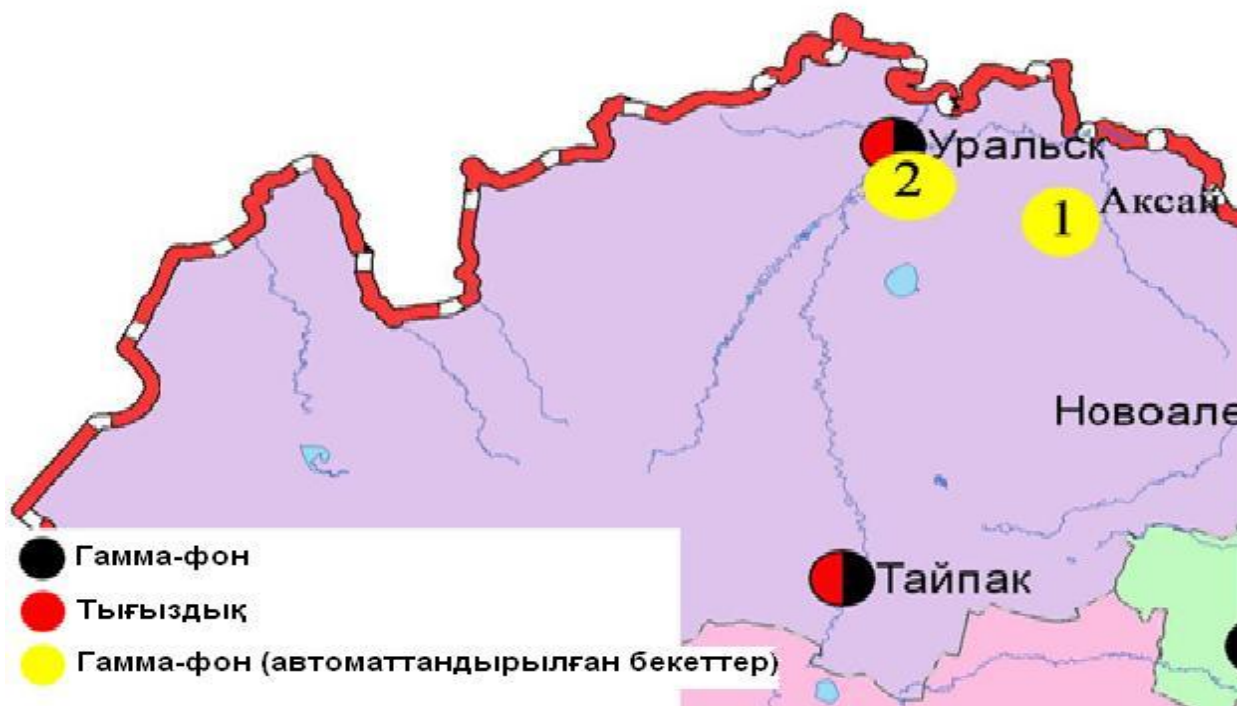 Уральск
2
1
Аксай
Новоале
Тайпак
Гамма-фон
Тығыздық
Гамма-фон (автоматтандырылған бекеттер)